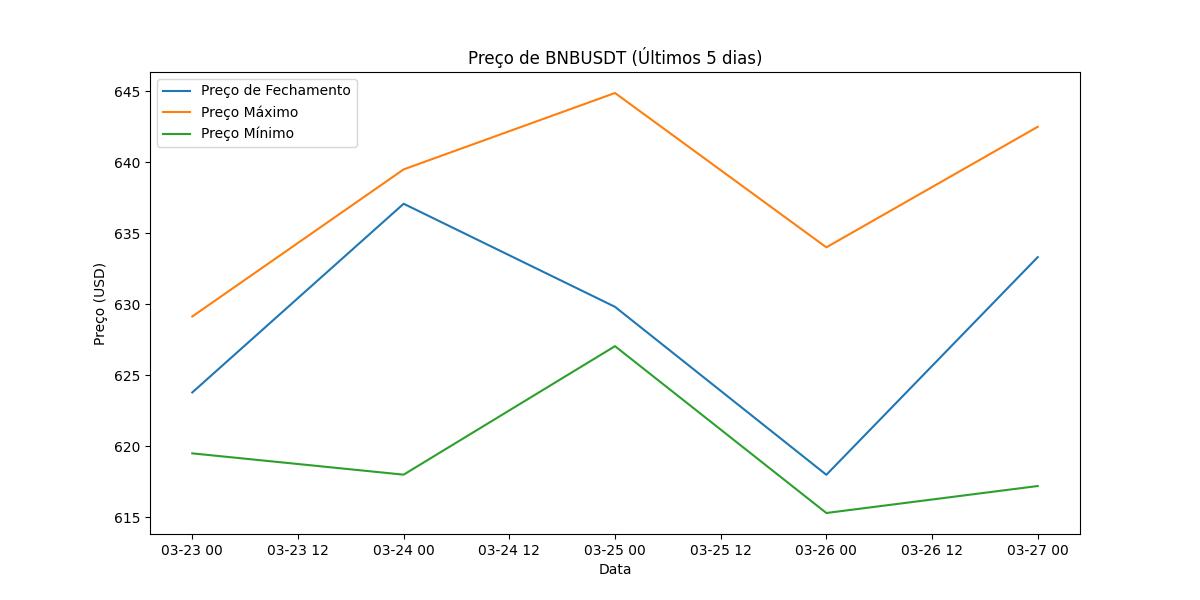 Preço de BNBUSDT (Últimos 5 dias)
Preço de Fechamento
Preço Máximo
Preço Mínimo
Preço (USD)
645
640
635
630
625
620
615
03-23 00
03-23 12
03-24 00
03-24 12
03-25 00
03-25 12
03-26 00
03-26 12
03-27 00
Data